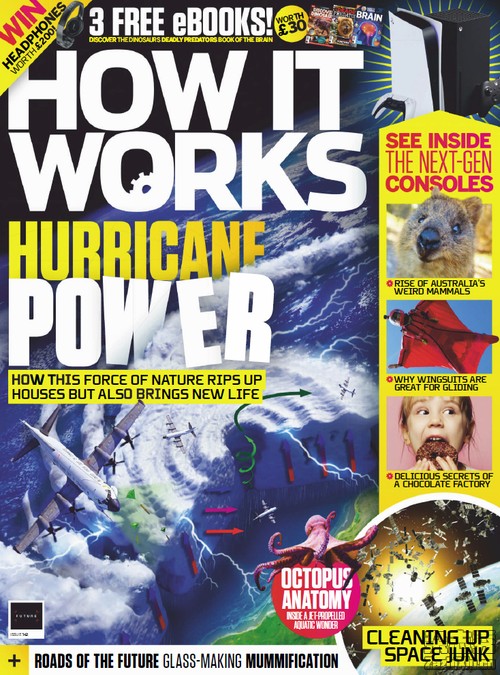 WIN
HEADPHONES
WORTH £200!
3 FREE eBOOKS!
DISCOVER THE DINOSAURS DEADLY PREDATORS BOOK OF THE BRAIN
WORTH
£30
BRAIN
HOW IT
WORKS
SEE INSIDE
THE NEXT-GEN
CONSOLES
HURRICANE
POWER
HOW THIS FORCE OF NATURE RIPS UP
HOUSES BUT ALSO BRINGS NEW LIFE
RISE OF AUSTRALIA'S
WEIRD MAMMALS
WHY WINGSUITS ARE
GREAT FOR GLIDING
DELICIOUS SECRETS OF
A CHOCOLATE FACTORY
OCTOPUS
ANATOMY
INSIDE A JET-PROPELLED
AQUATIC WONDER
CLEANING UP
SPACE JUNK
FUTURE
ISSUE 142
+ ROADS OF THE FUTURE GLASS-MAKING MUMMIFICATION